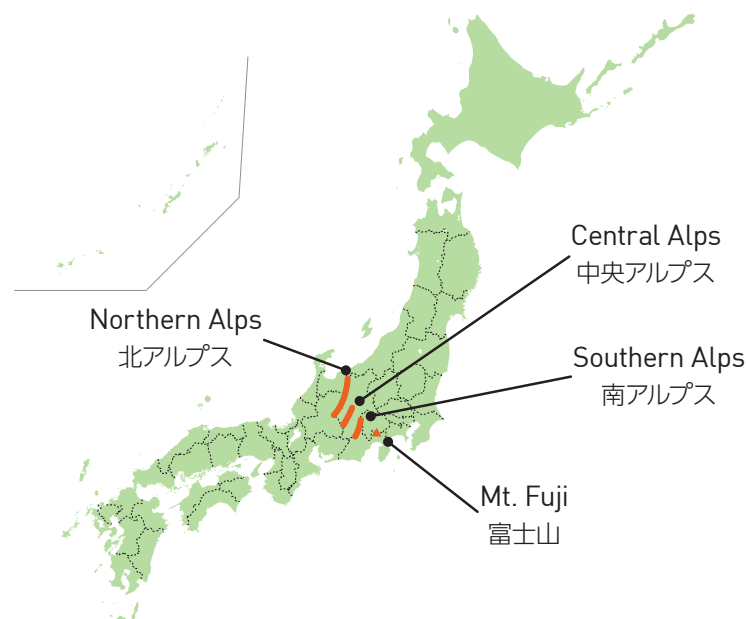 Central Alps
中央アルプス
Northern Alps
北アルプス
Southern Alps
南アルプス
Mt. Fuji
富士山